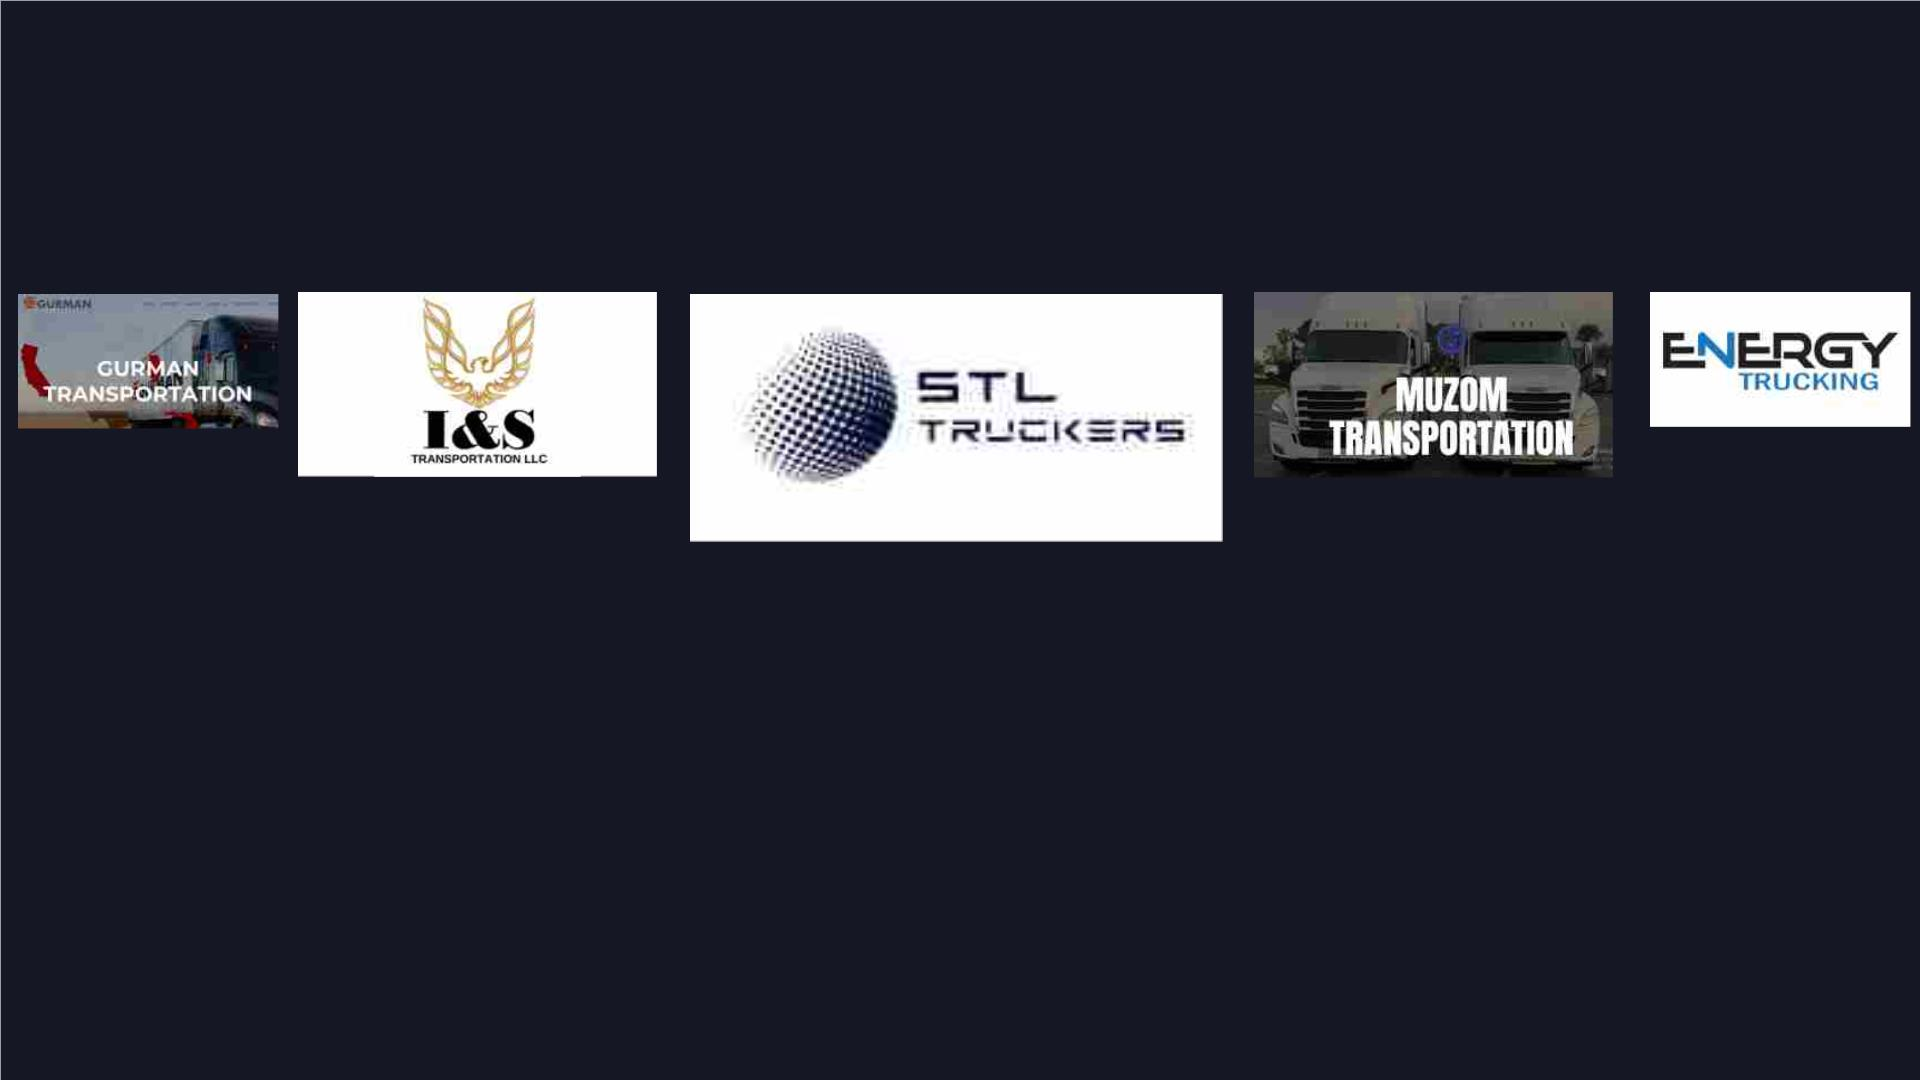 GURMAN
GURMAN
TRANSPORTATION
I&S
TRANSPORTATION LLC
STL
TRUCKERS
MUZOM
TRANSPORTATION
ENERGY
TRUCKING